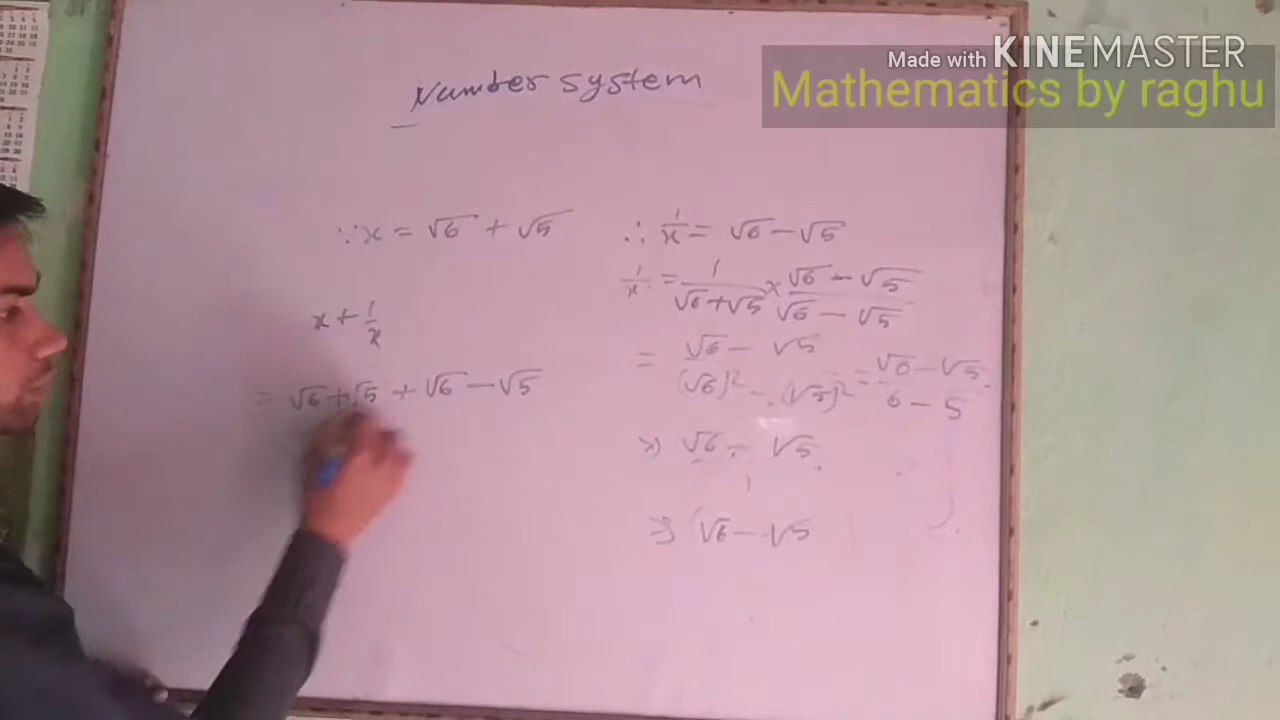 Made with KINEMASTER
Mathematics by raghu
Number system
∵ x = √6 + √5
x + 1/x
= √6 + √5 + √6 − √5
∴ 1/x = √6 − √5
1/x = 1/(√6 + √5) × (√6 − √5)/(√6 − √5)
= (√6 − √5)/((√6)² − (√5)²) = (√6 − √5)/(6 − 5)
⇒ (√6 − √5)/1
⇒ √6 − √5